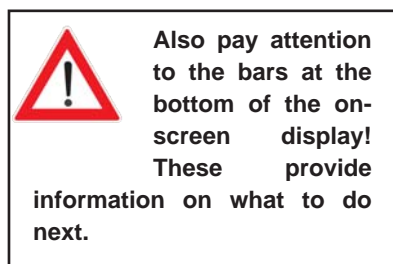 Also pay attention
to the bars at the
bottom of the on-
screen display!
These provide
information on what to do
next.